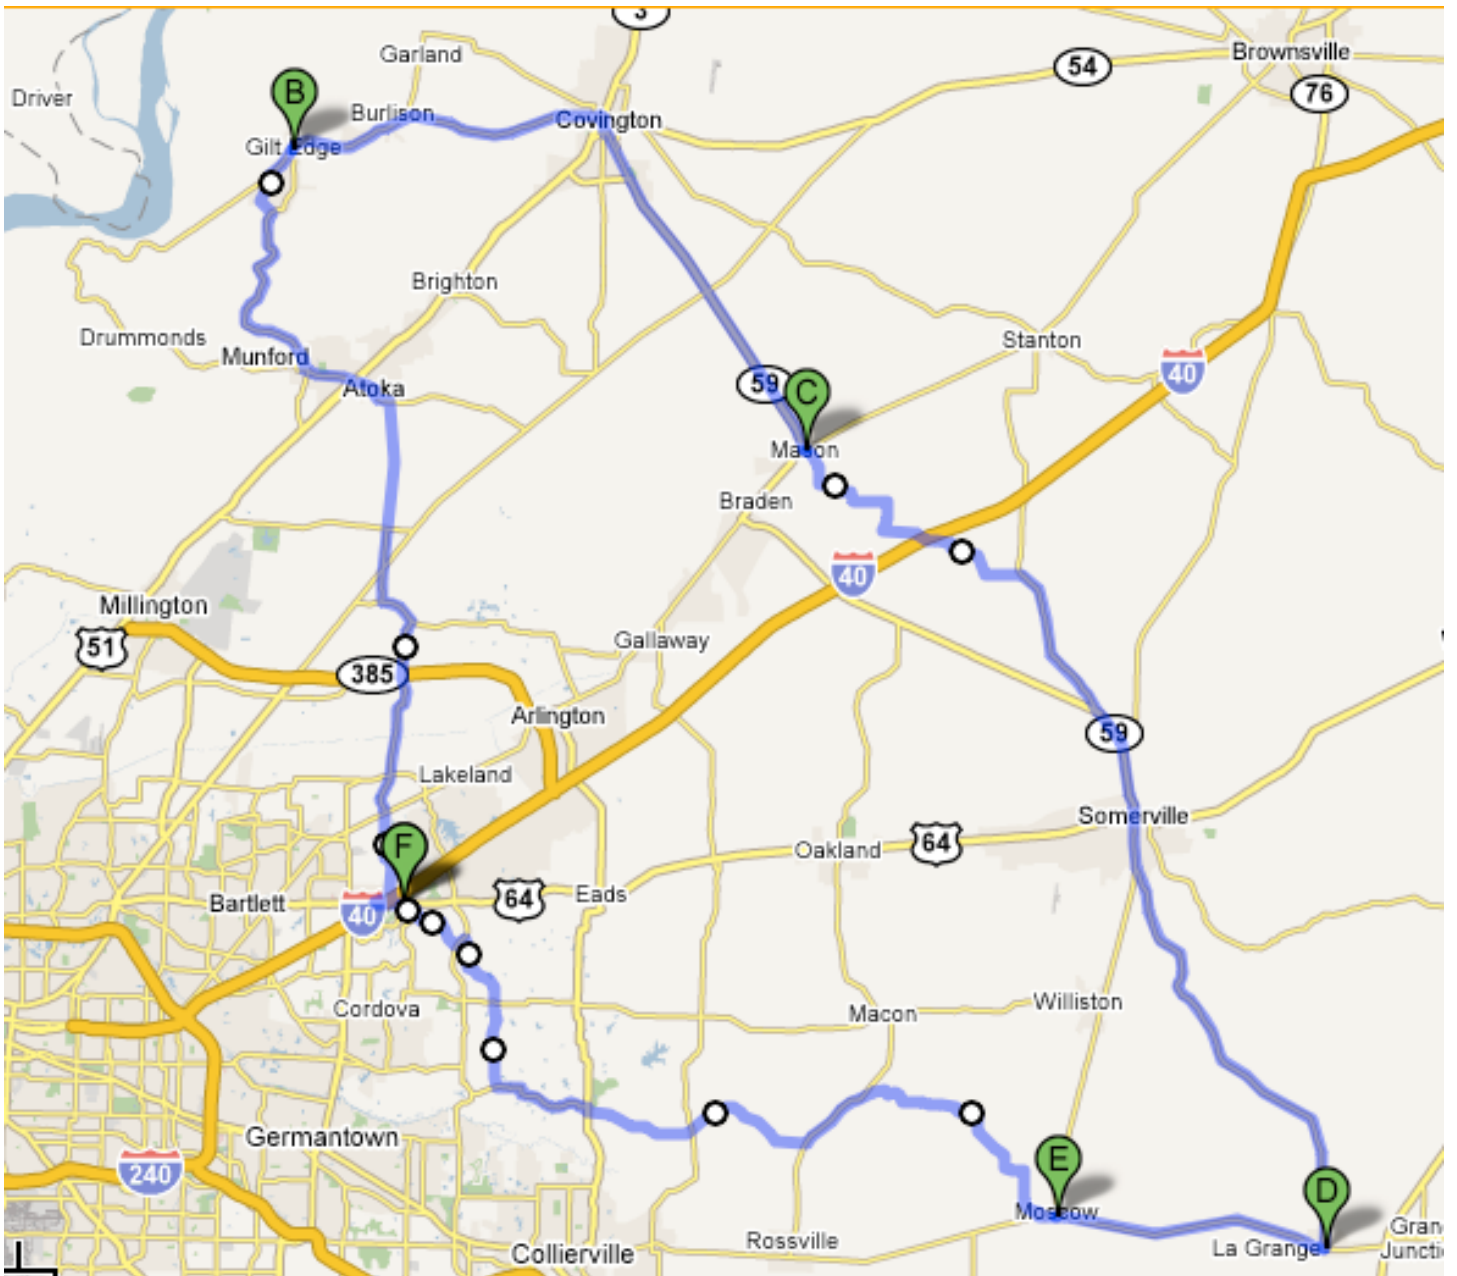 3
Garland
Brownsville
54
Driver
B
76
Burlison
Covington
Gilt Edge
Brighton
Drummonds
Stanton
Munford
Atoka
59
C
40
Mason
Braden
40
Millington
51
Gallaway
385
Arlington
59
Lakeland
Somerville
F
Oakland
64
Bartlett
40
64
Eads
Cordova
Macon
Williston
Germantown
E
240
D
Moscow
Rossville
La Grange
Collierville